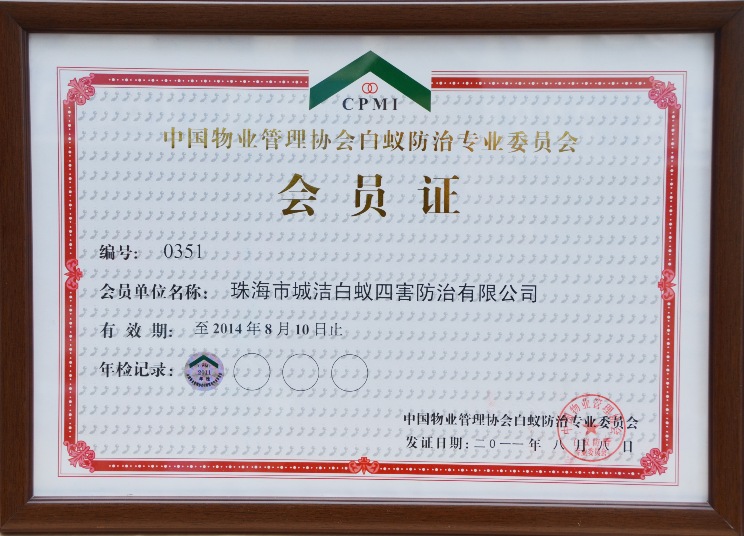 CPMI
中国物业管理协会白蚁防治专业委员会
会员证
编号: 0351
会员单位名称: 珠海市城洁白蚁四害防治有限公司
有 效 期: 至2014年8月10日止
年检记录:
2011
中国物业管理协会白蚁防治专业委员会
发证日期:二0一一年 八 月 八 日